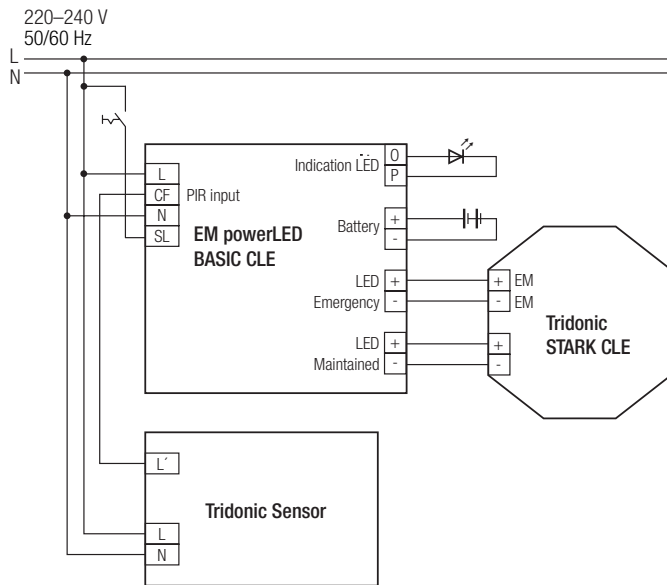 220–240 V
50/60 Hz
L
N
Indication LED
O
P
L
CF PIR input
N
SL
EM powerLED
BASIC CLE
Battery
+
-
LED
Emergency
+
-
+ EM
- EM
LED
Maintained
+
-
+
-
Tridonic
STARK CLE
L´
Tridonic Sensor
L
N